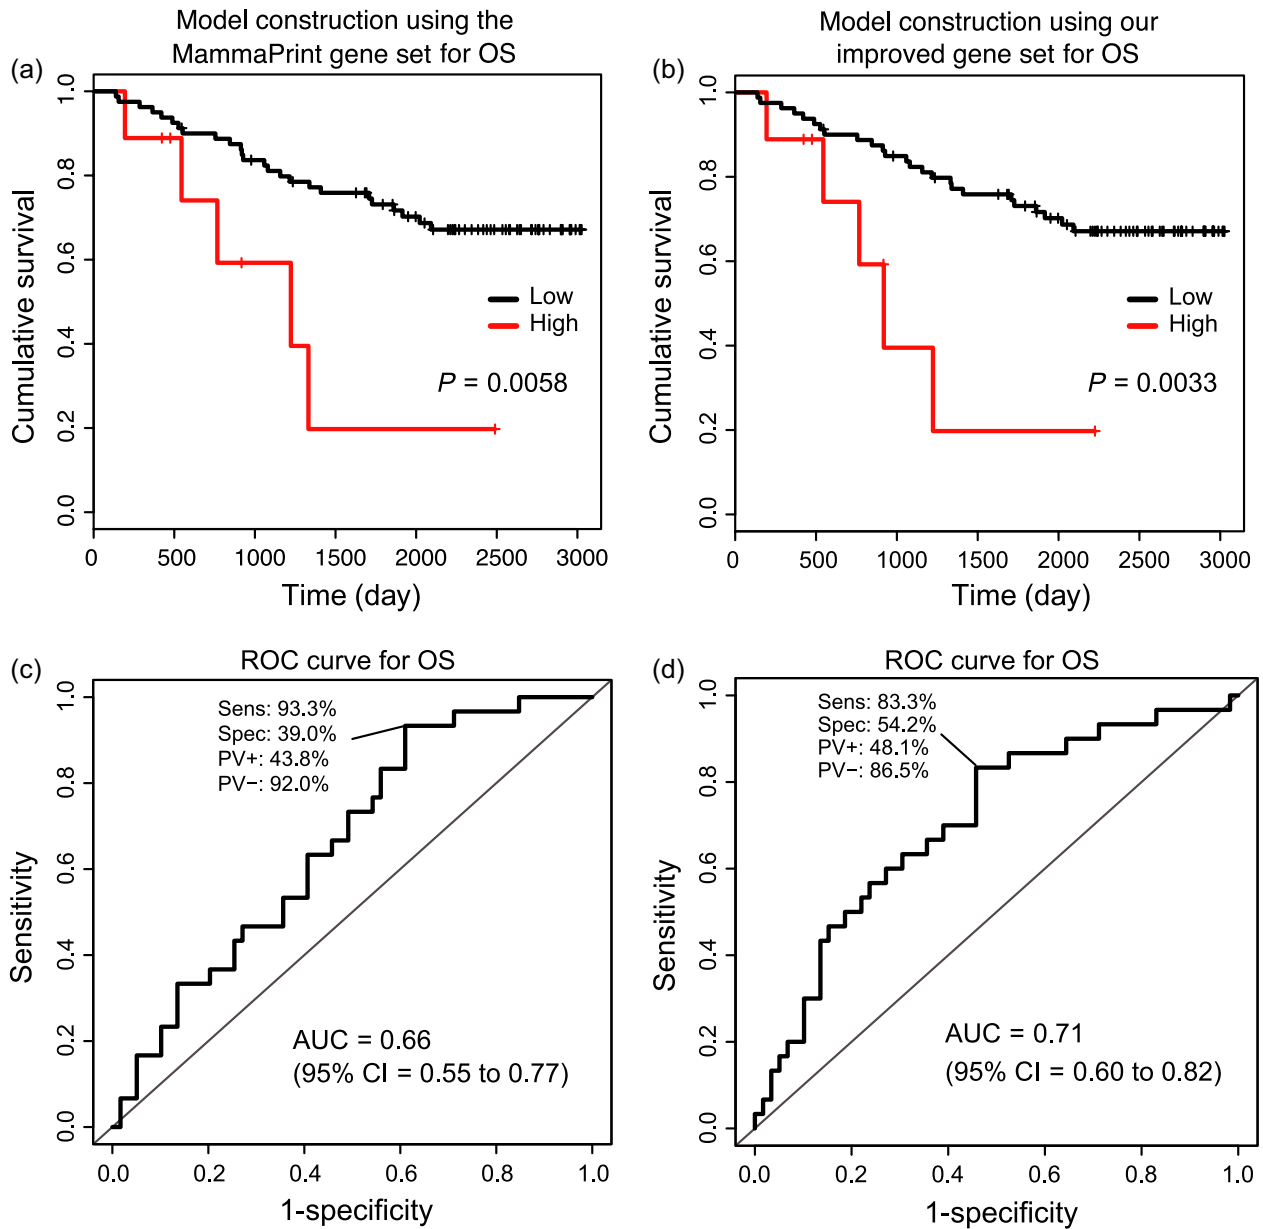 Model construction using the
MammaPrint gene set for OS
(a)
1.0
0.8
0.6
0.4
0.2
0.0
Cumulative survival
Low
High
P = 0.0058
0 500 1000 1500 2000 2500 3000
Time (day)
Model construction using our
improved gene set for OS
(b)
1.0
0.8
0.6
0.4
0.2
0.0
Cumulative survival
Low
High
P = 0.0033
0 500 1000 1500 2000 2500 3000
Time (day)
(c)
ROC curve for OS
1.0
0.8
0.6
0.4
0.2
0.0
Sensitivity
Sens: 93.3%
Spec: 39.0%
PV+: 43.8%
PV−: 92.0%
AUC = 0.66
(95% CI = 0.55 to 0.77)
0.0 0.2 0.4 0.6 0.8 1.0
1-specificity
(d)
ROC curve for OS
1.0
0.8
0.6
0.4
0.2
0.0
Sensitivity
Sens: 83.3%
Spec: 54.2%
PV+: 48.1%
PV−: 86.5%
AUC = 0.71
(95% CI = 0.60 to 0.82)
0.0 0.2 0.4 0.6 0.8 1.0
1-specificity